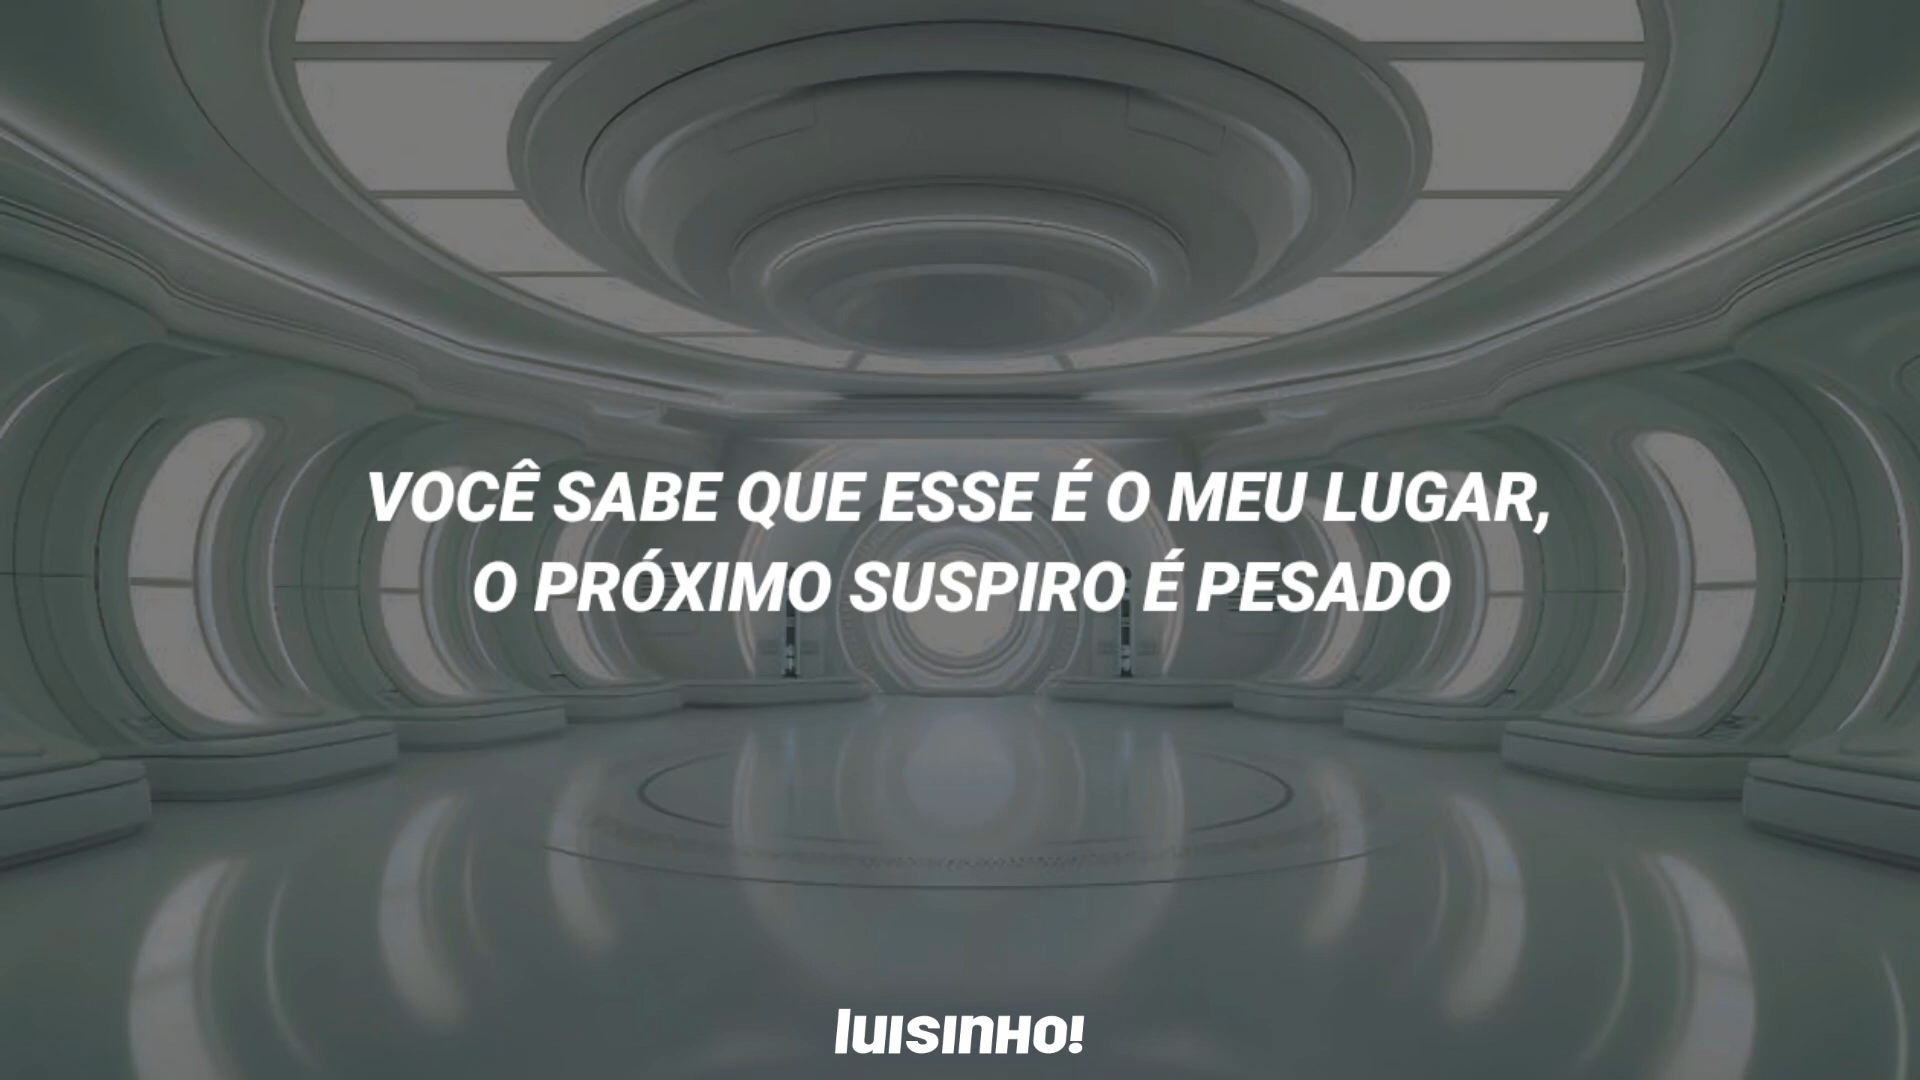 VOCÊ SABE QUE ESSE É O MEU LUGAR,
O PRÓXIMO SUSPIRO É PESADO
luisinho!